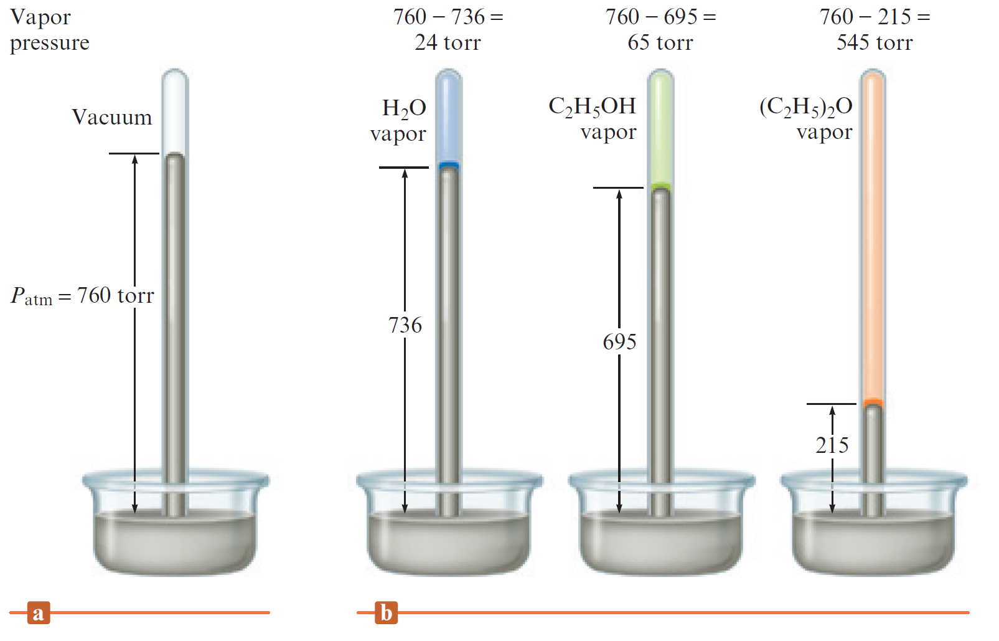 Vapor
pressure
760 – 736 =
24 torr
760 – 695 =
65 torr
760 – 215 =
545 torr
Vacuum
H₂O
vapor
C₂H₅OH
vapor
(C₂H₅)₂O
vapor
Pₐₜₘ = 760 torr
736
695
215
a
b